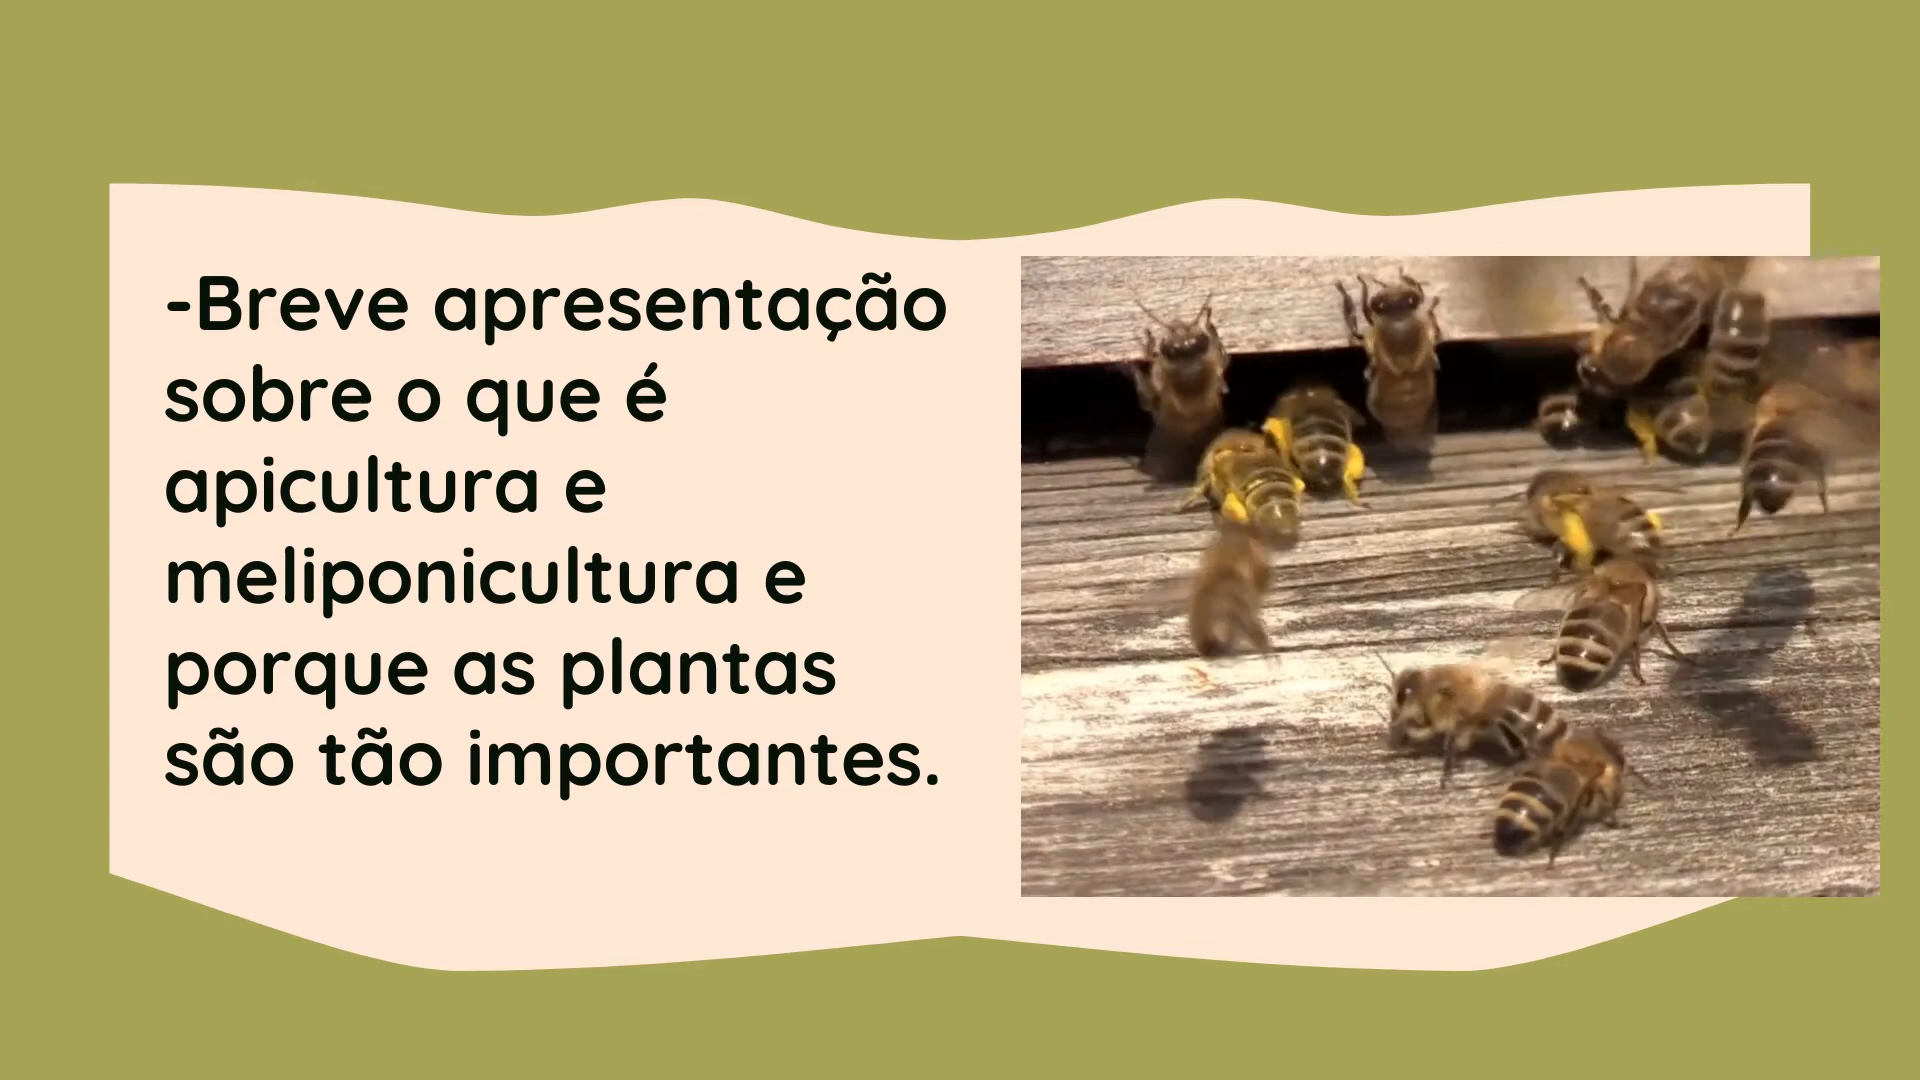 -Breve apresentação
sobre o que é
apicultura e
meliponicultura e
porque as plantas
são tão importantes.